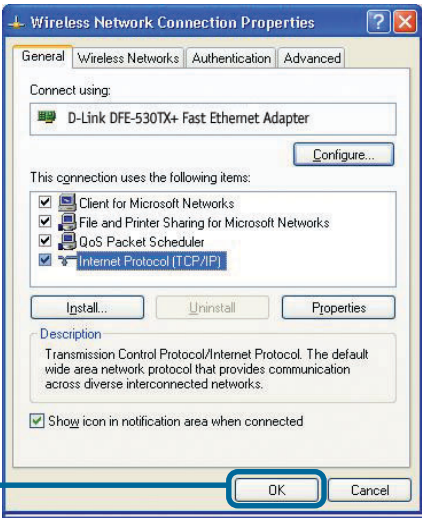 Wireless Network Connection Properties
General Wireless Networks Authentication Advanced
Connect using:
D-Link DFE-530TX+ Fast Ethernet Adapter
Configure...
This connection uses the following items:
Client for Microsoft Networks
File and Printer Sharing for Microsoft Networks
QoS Packet Scheduler
Internet Protocol (TCP/IP)
Install... Uninstall Properties
Description
Transmission Control Protocol/Internet Protocol. The default
wide area network protocol that provides communication
across diverse interconnected networks.
Show icon in notification area when connected
OK Cancel